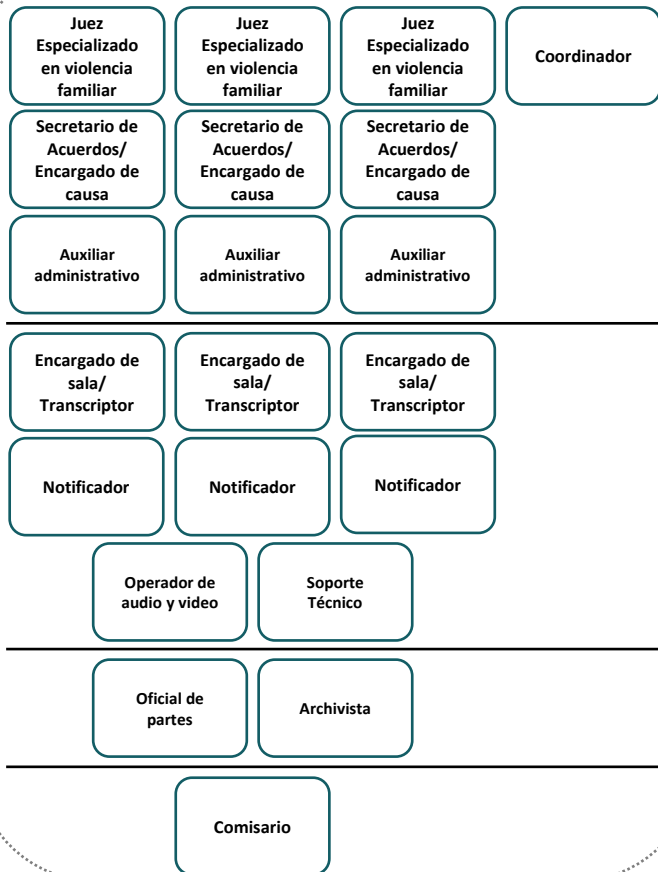 Juez
Especializado
en violencia
familiar
Juez
Especializado
en violencia
familiar
Juez
Especializado
en violencia
familiar
Coordinador
Secretario de
Acuerdos/
Encargado de
causa
Secretario de
Acuerdos/
Encargado de
causa
Secretario de
Acuerdos/
Encargado de
causa
Auxiliar
administrativo
Auxiliar
administrativo
Auxiliar
administrativo
Encargado de
sala/
Transcriptor
Encargado de
sala/
Transcriptor
Encargado de
sala/
Transcriptor
Notificador
Notificador
Notificador
Operador de
audio y video
Soporte
Técnico
Oficial de
partes
Archivista
Comisario